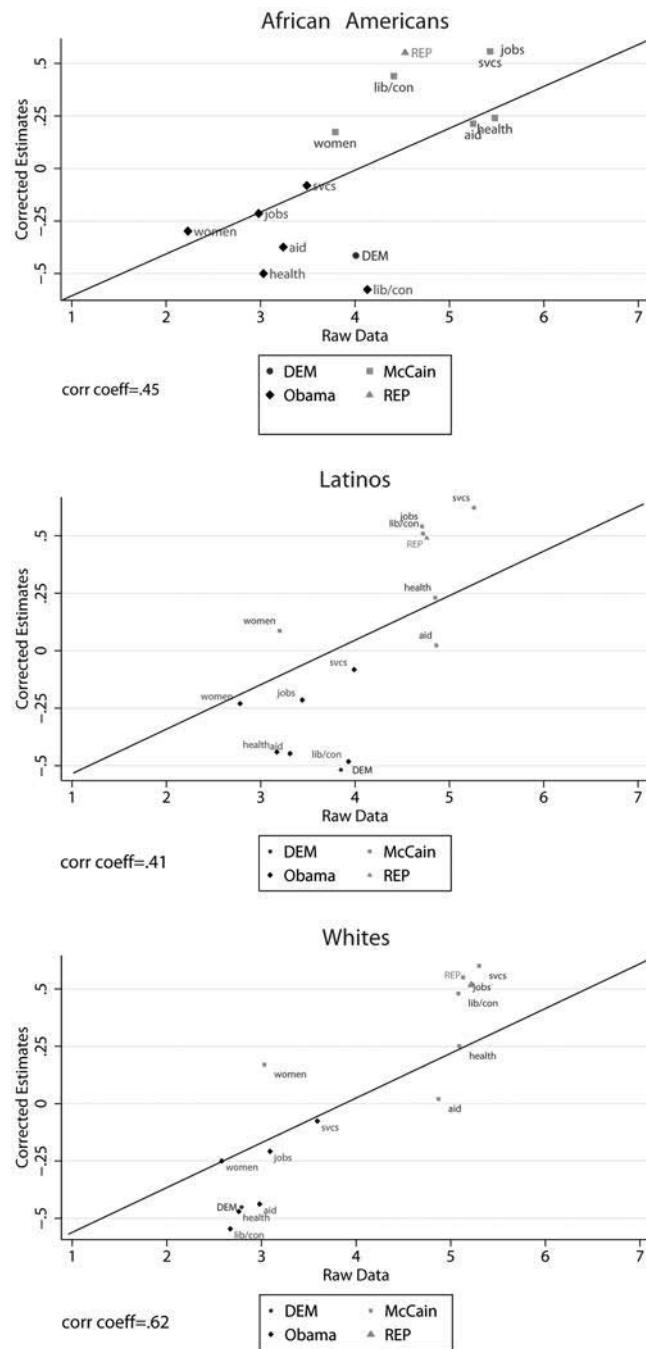 African Americans
Corrected Estimates
.5
.25
0
−.25
−.5
REP
jobs
svcs
lib/con
health
aid
women
svcs
jobs
women
aid
DEM
health
lib/con
1 2 3 4 5 6 7
Raw Data
corr coeff=.45
DEM McCain
Obama REP
Latinos
Corrected Estimates
.5
.25
0
−.25
−.5
svcs
jobs
lib/con
REP
health
women
aid
svcs
women
jobs
health
aid
lib/con
DEM
1 2 3 4 5 6 7
Raw Data
corr coeff=.41
DEM McCain
Obama REP
Whites
Corrected Estimates
.5
.25
0
−.25
−.5
REP
svcs
jobs
lib/con
health
women
aid
svcs
jobs
women
DEM
aid
health
lib/con
1 2 3 4 5 6 7
Raw Data
corr coeff=.62
DEM McCain
Obama REP